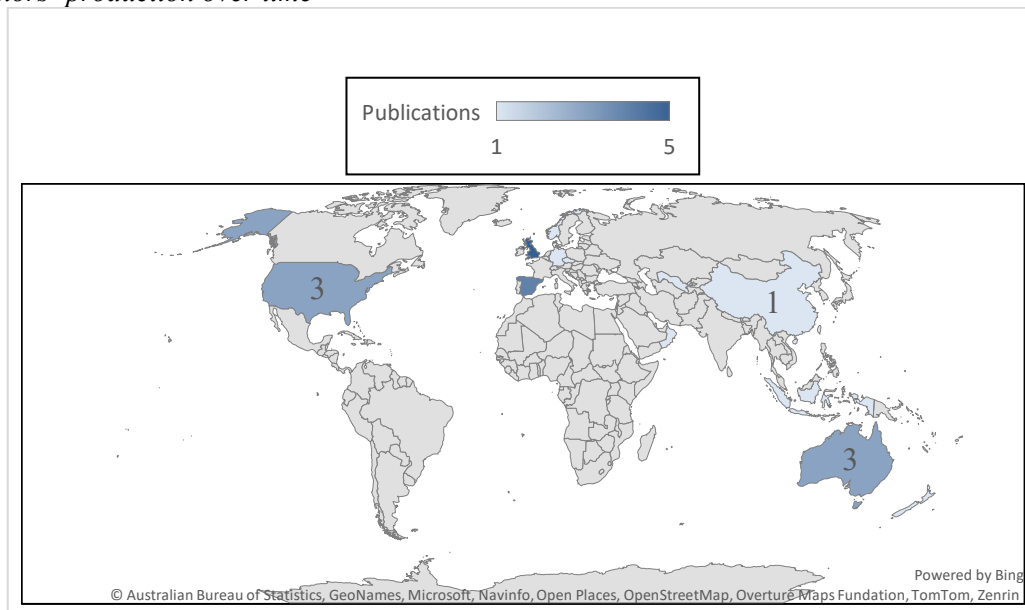 production over time
Publications
1 5
3
1
3
Powered by Bing
© Australian Bureau of Statistics, GeoNames, Microsoft, Navinfo, Open Places, OpenStreetMap, Overture Maps Fundation, TomTom, Zenrin